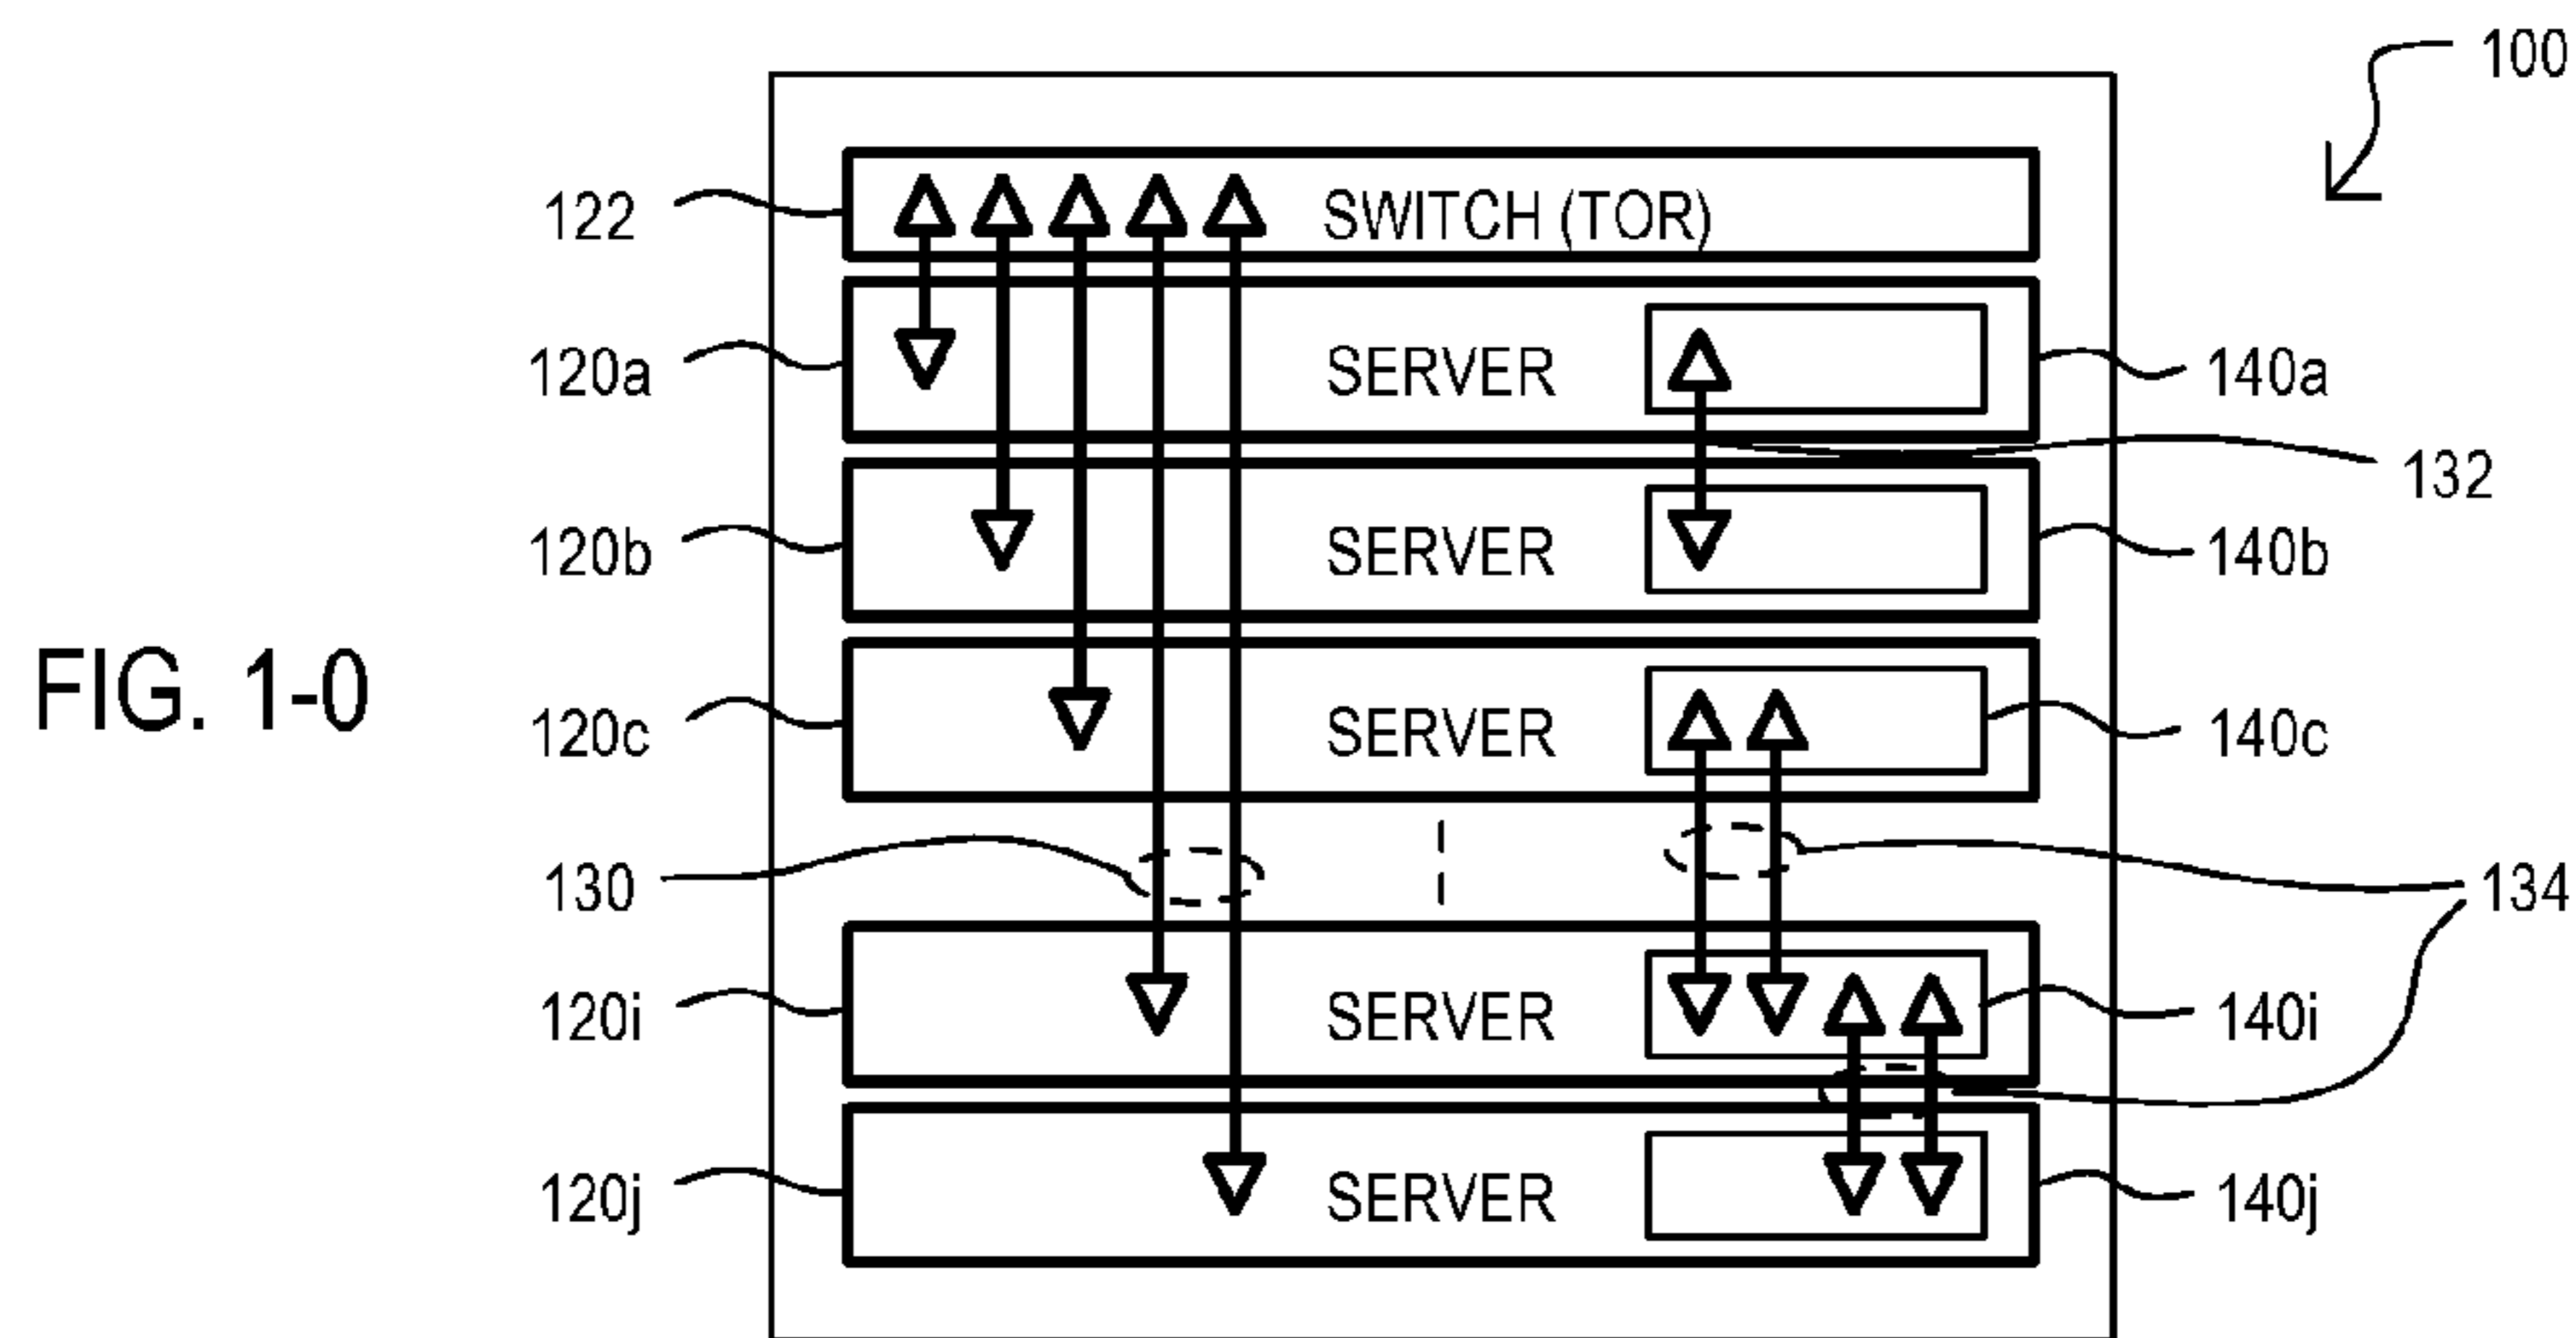 100
122 SWITCH (TOR)
120a SERVER 140a
132
120b SERVER 140b
FIG. 1-0
120c SERVER 140c
130 134
120i SERVER 140i
120j SERVER 140j